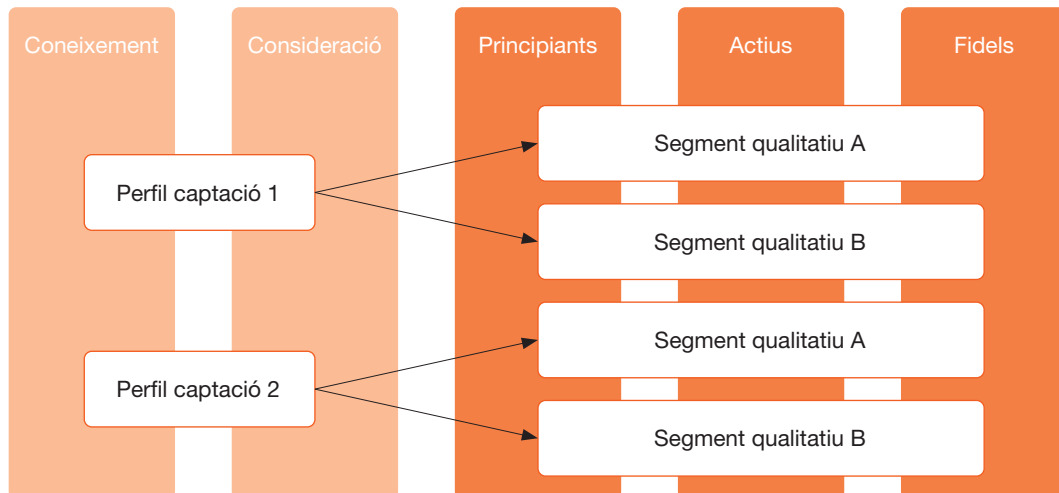 Coneixement
Consideració
Principiants
Actius
Fidels
Perfil captació 1
Segment qualitatiu A
Segment qualitatiu B
Perfil captació 2
Segment qualitatiu A
Segment qualitatiu B